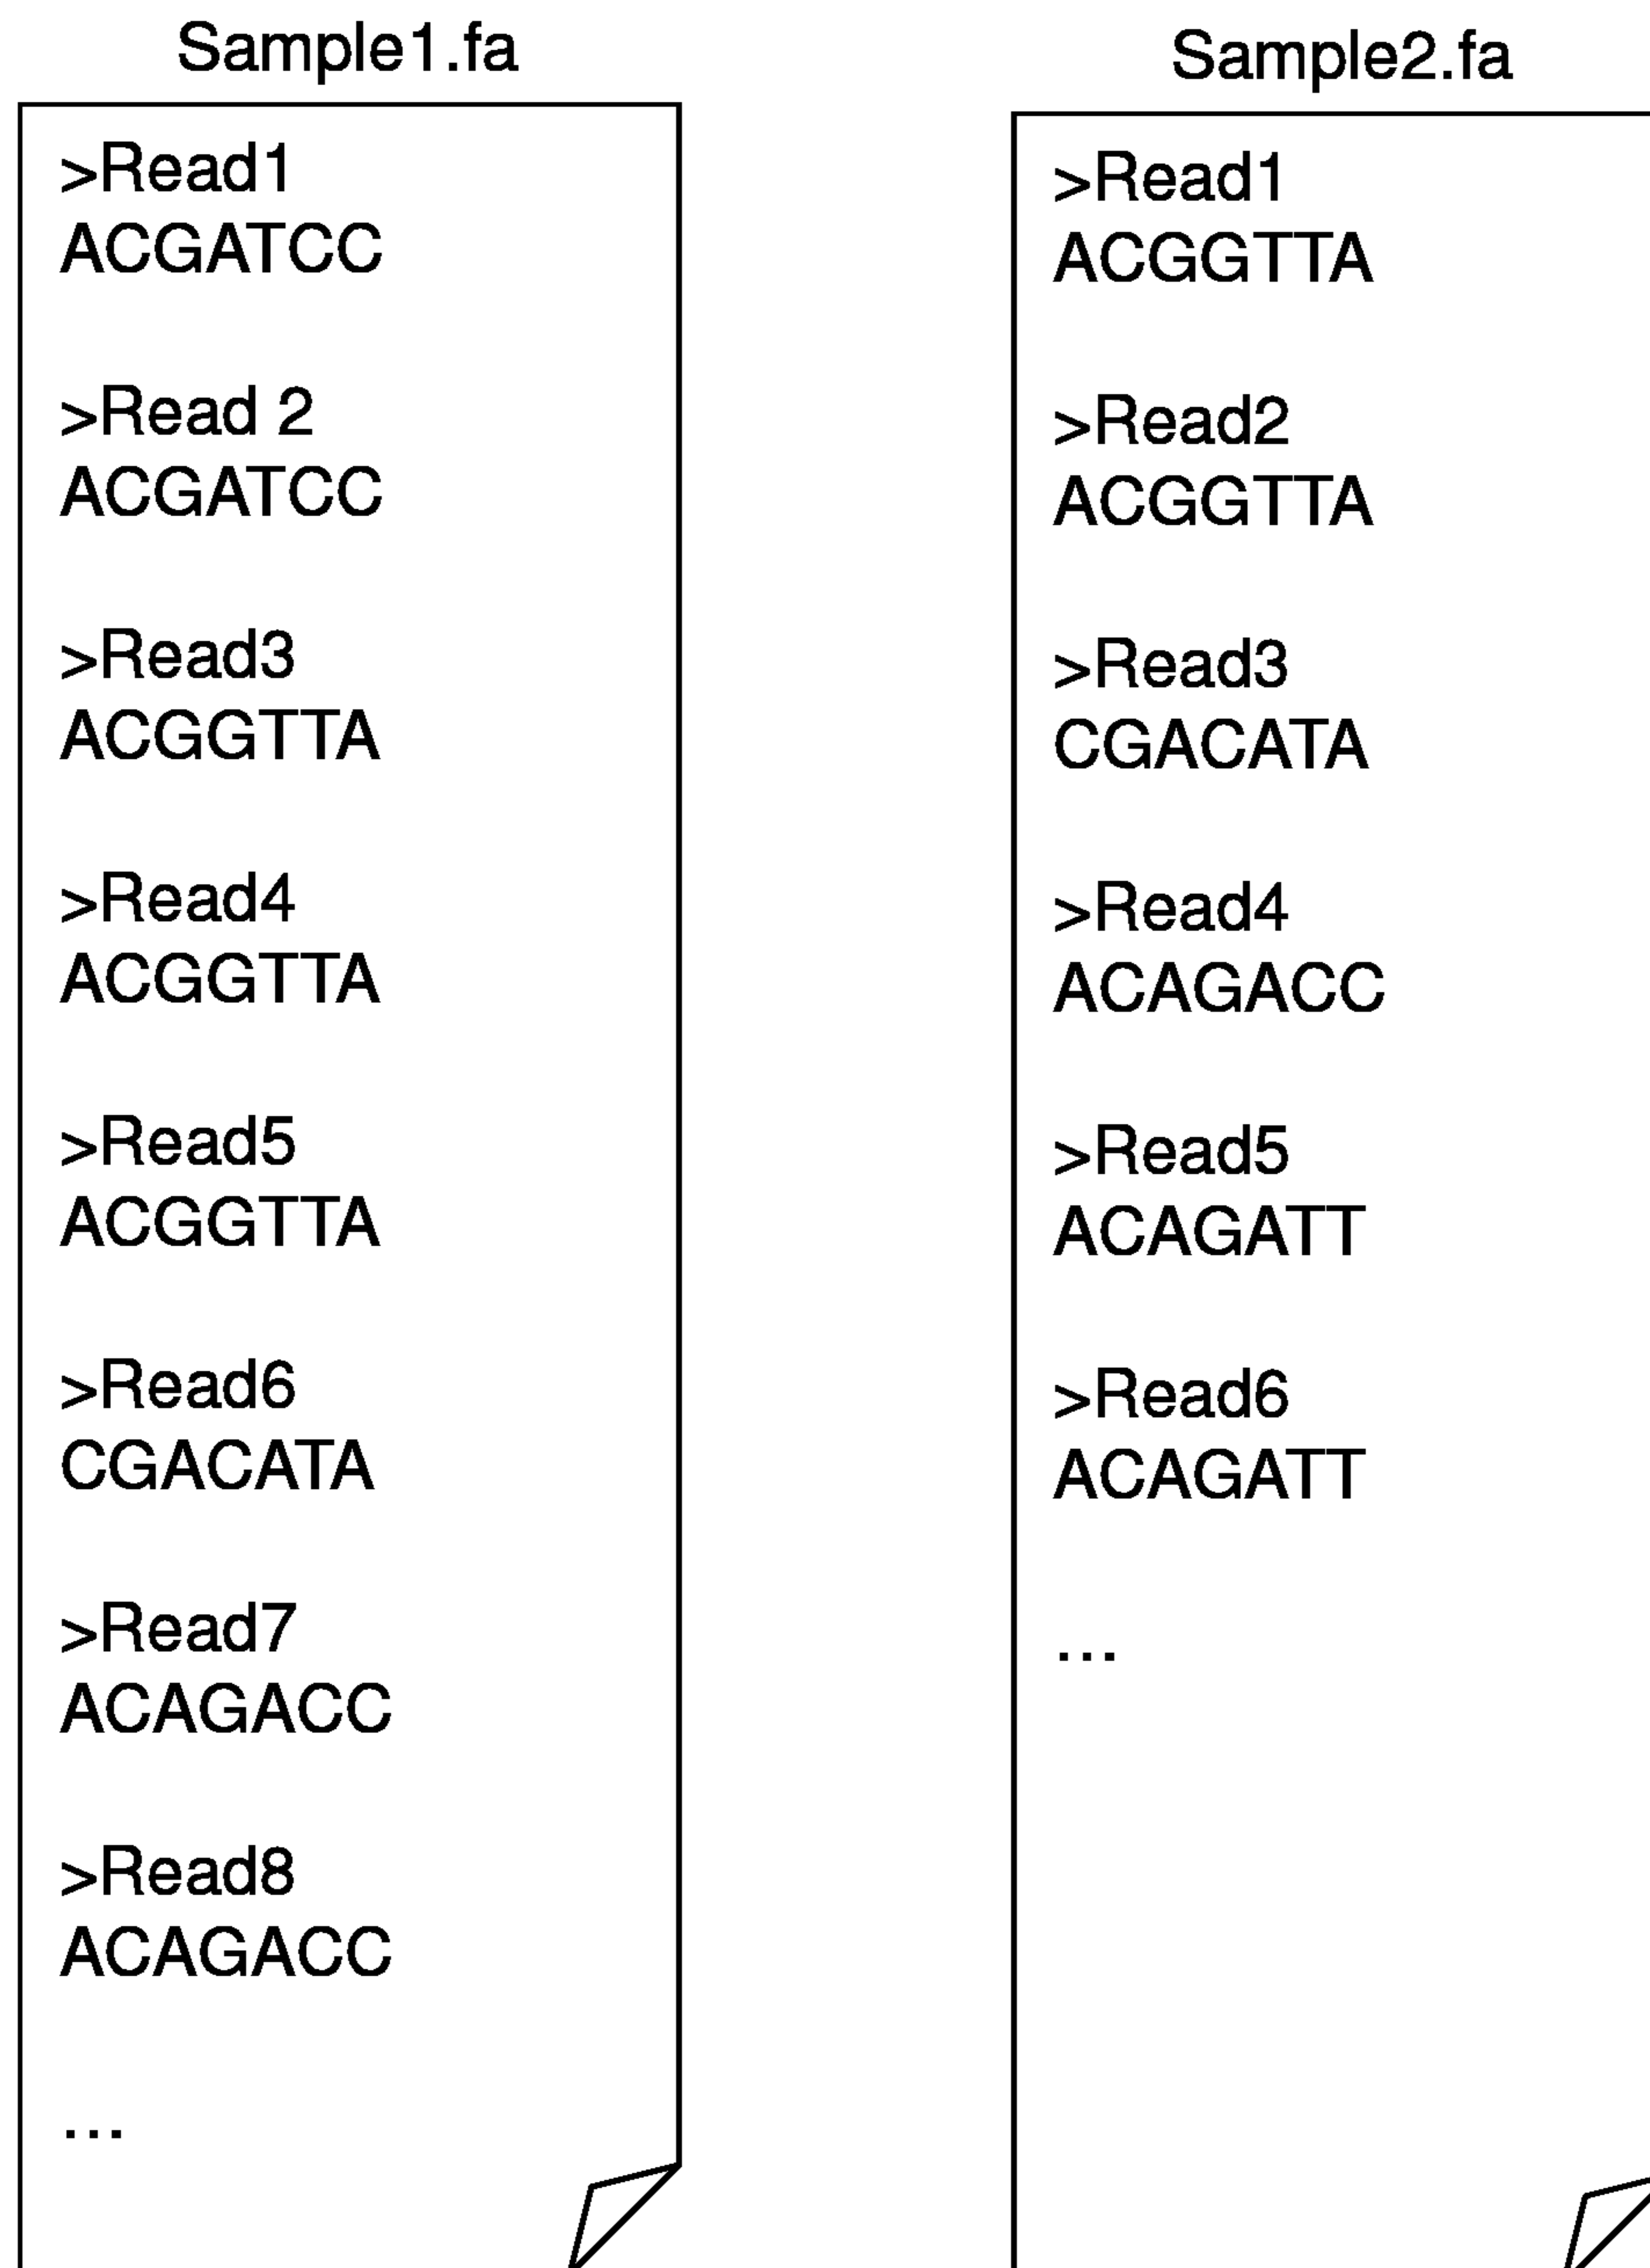 Sample1.fa
>Read1
ACGATCC
>Read 2
ACGATCC
>Read3
ACGGTTA
>Read4
ACGGTTA
>Read5
ACGGTTA
>Read6
CGACATA
>Read7
ACAGACC
>Read8
ACAGACC
...
Sample2.fa
>Read1
ACGGTTA
>Read2
ACGGTTA
>Read3
CGACATA
>Read4
ACAGACC
>Read5
ACAGATT
>Read6
ACAGATT
...